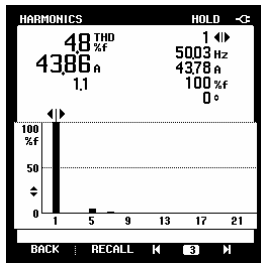 HARMONICS HOLD
4.8 THD %f
43.86 A
1.1
1
50.03 Hz
43.78 A
100 %f
0°
100
%f
50
0
1 5 9 13 17 21
BACK RECALL 3